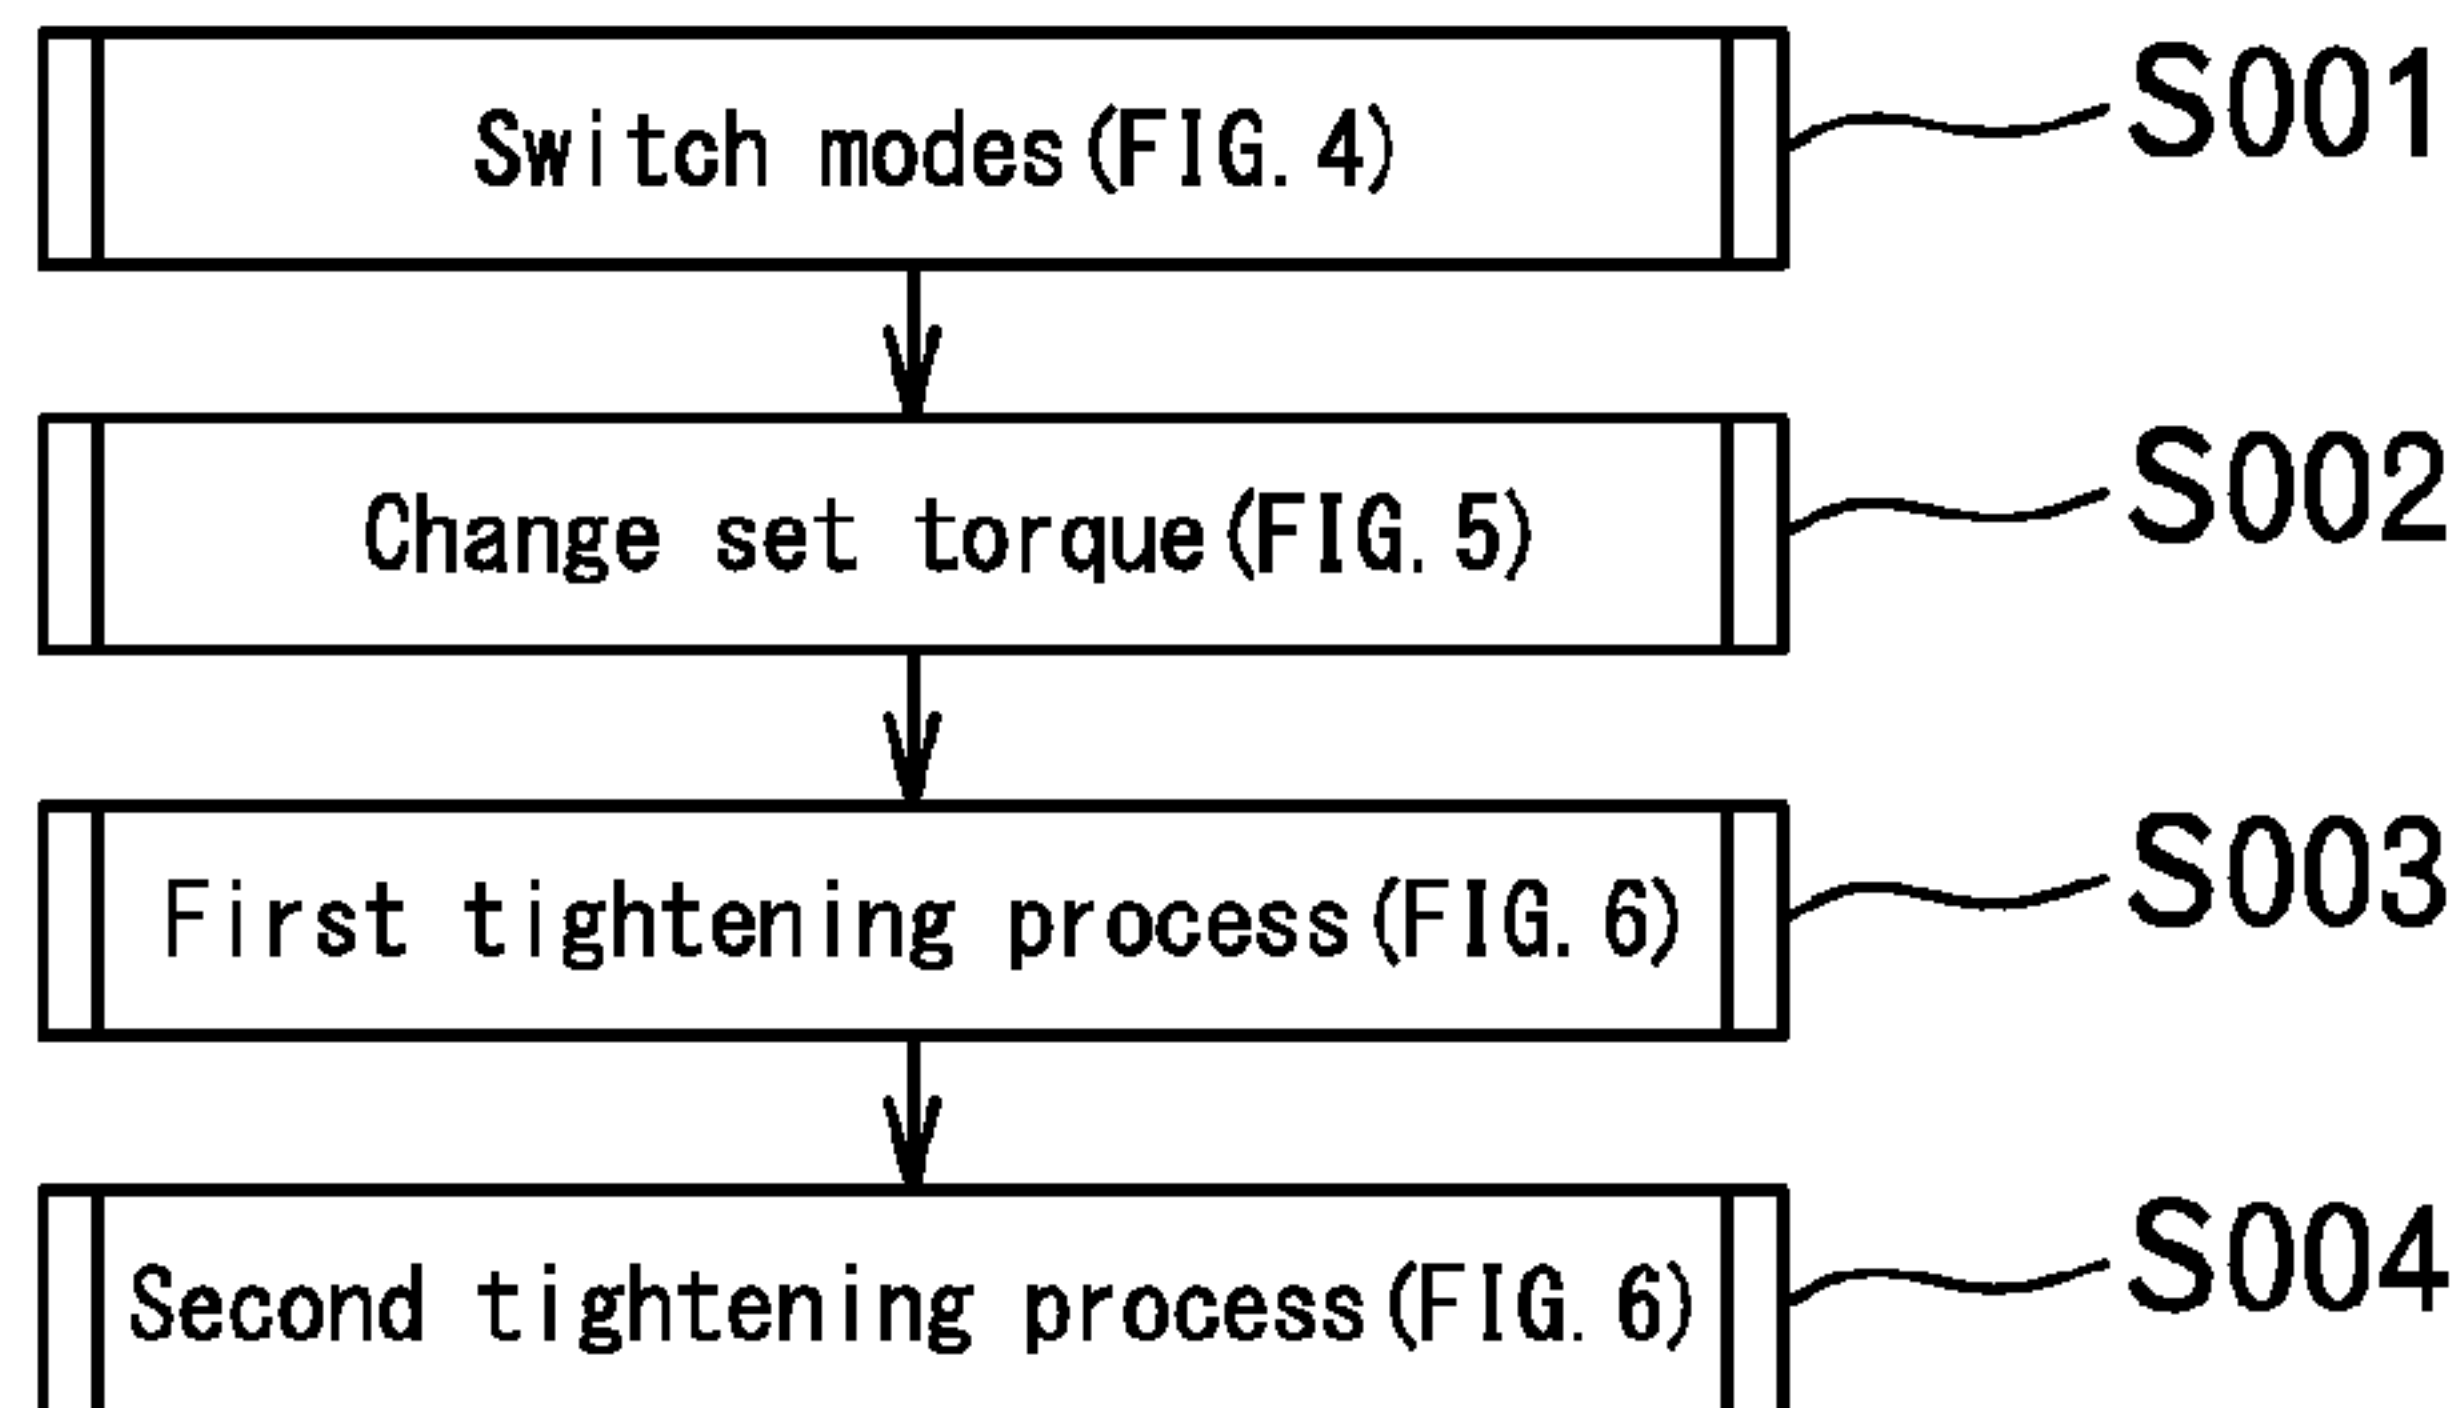 Switch modes(FIG. 4) S001
Change set torque(FIG. 5) S002
First tightening process(FIG. 6) S003
Second tightening process(FIG. 6) S004